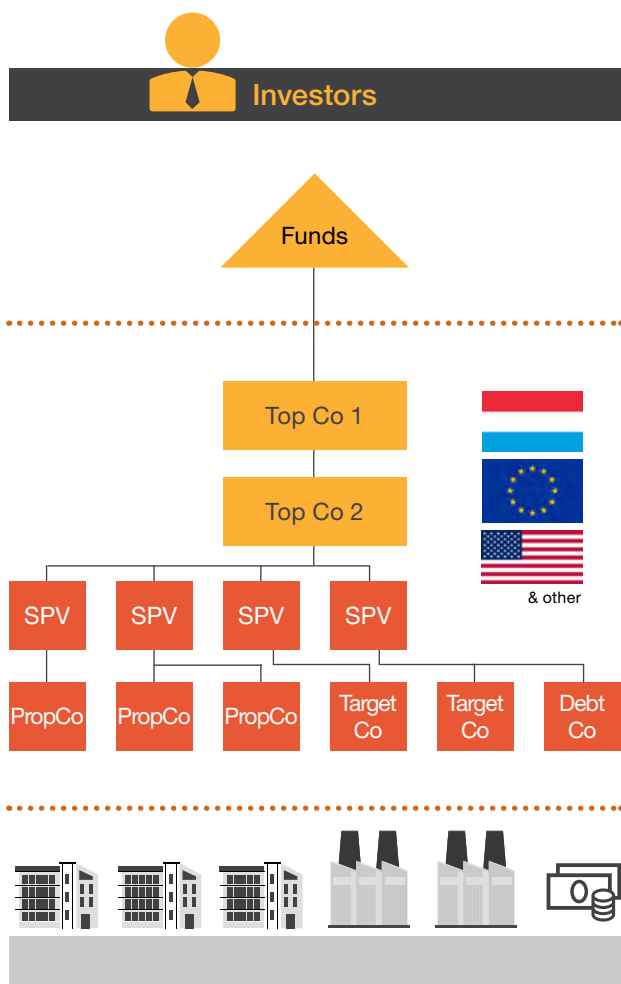 Investors
Funds
Top Co 1
Top Co 2
& other
SPV
SPV
SPV
SPV
PropCo
PropCo
PropCo
Target
Co
Target
Co
Debt
Co